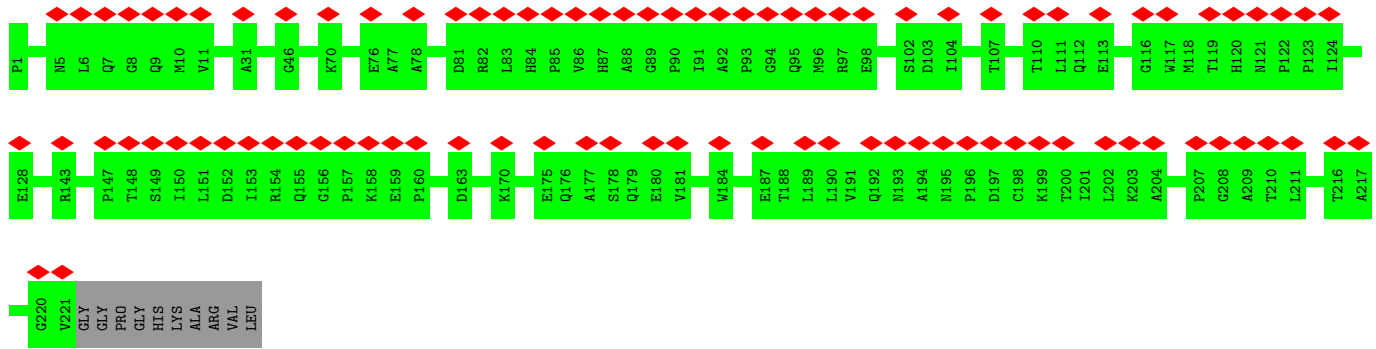 P1 N5 L6 Q7 G8 Q9 M10 V11 A31 G46 K70 E76 A77 A78 D81 R82 L83 H84 P85 V86 H87 A88 G89 P90 I91 A92 P93 G94 Q95 M96 R97 E98 S102 D103 I104 T107 T110 L111 Q112 E113 G116 W117 M118 T119 H120 N121 P122 P123 I124
E128 R143 P147 T148 S149 I150 L151 D152 I153 R154 Q155 G156 P157 K158 E159 P160 D163 K170 E175 Q176 A177 S178 Q179 E180 V181 W184 E187 T188 L189 L190 V191 Q192 N193 A194 N195 P196 D197 C198 K199 T200 I201 L202 K203 A204 P207 G208 A209 T210 L211 T216 A217
G220 V221 GLY GLY PRO GLY HIS LYS ALA ARG VAL LEU